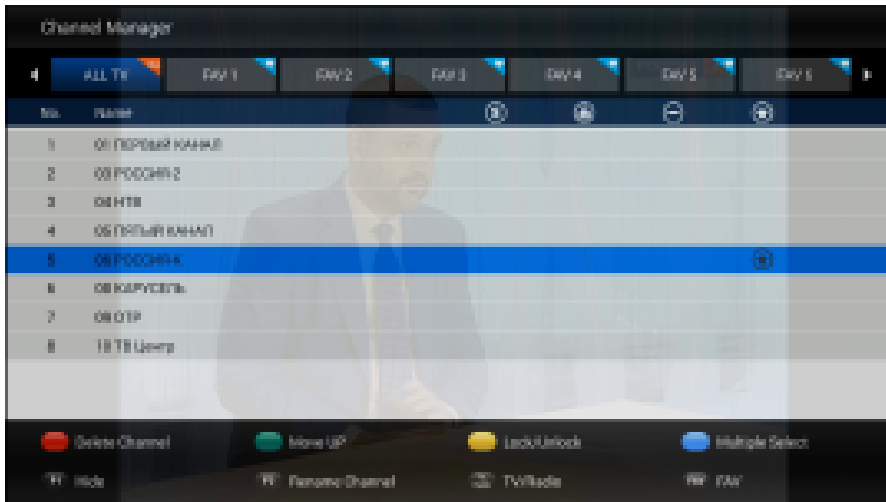 Channel Manager
ALL TV FAV 1 FAV 2 FAV 3 FAV 4 FAV 5 FAV 6
No. Name
1 01 ПЕРВЫЙ КАНАЛ
2 03 РОССИЯ-2
3 04 НТВ
4 05 ПЯТЫЙ КАНАЛ
5 06 РОССИЯ-К
6 08 КАРУСЕЛЬ
7 09 ОТР
8 10 ТВ Центр
Delete Channel Move UP Lock/Unlock Multiple Select
Hide Rename Channel TV/Radio FAV